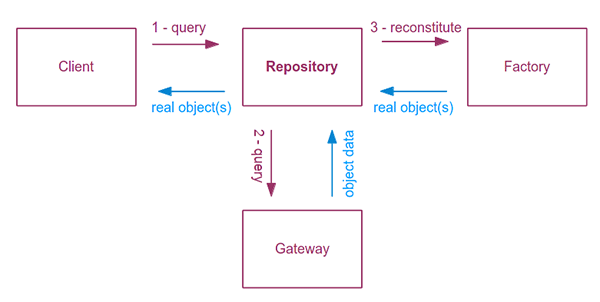 1 - query
3 - reconstitute
Client
Repository
Factory
real object(s)
real object(s)
2 - query
object data
Gateway